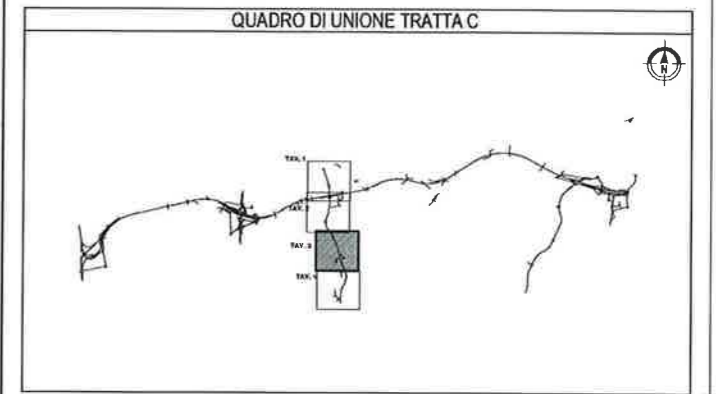 QUADRO DI UNIONE TRATTA C
N
TAV. 1
TAV. 2
TAV. 3
TAV. 4